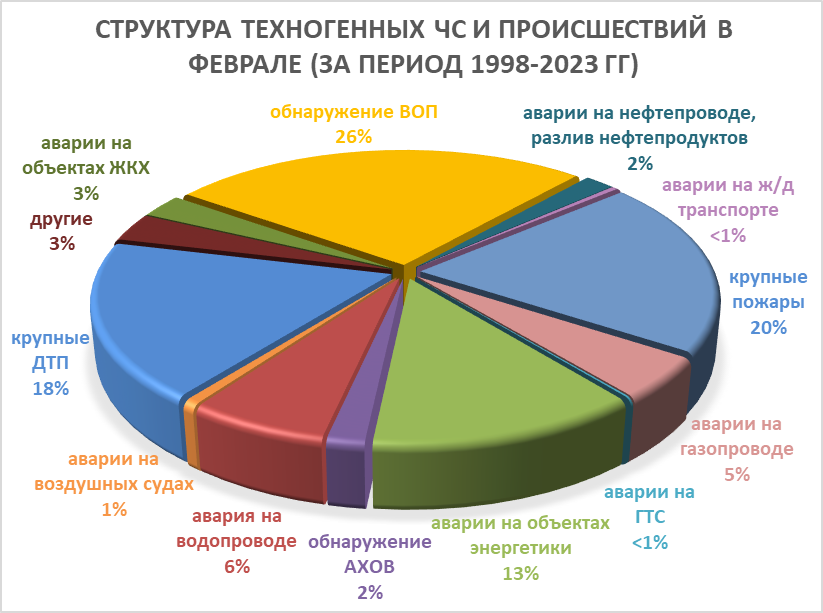 СТРУКТУРА ТЕХНОГЕННЫХ ЧС И ПРОИСШЕСТВИЙ В
ФЕВРАЛЕ (ЗА ПЕРИОД 1998-2023 ГГ)
обнаружение ВОП
26%
аварии на нефтепроводе,
разлив нефтепродуктов
2%
аварии на ж/д
транспорте
<1%
крупные
пожары
20%
аварии на
газопроводе
5%
аварии на
ГТС
<1%
аварии на объектах
энергетики
13%
обнаружение
АХОВ
2%
авария на
водопроводе
6%
аварии на
воздушных судах
1%
крупные
ДТП
18%
другие
3%
аварии на
объектах ЖКХ
3%